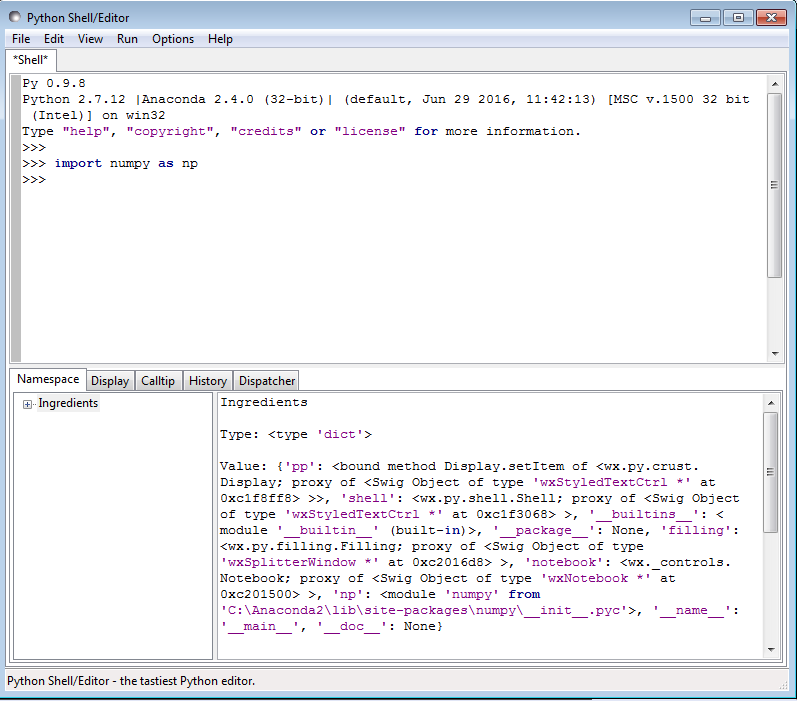 Python Shell/Editor
File Edit View Run Options Help
*Shell*
Py 0.9.8
Python 2.7.12 |Anaconda 2.4.0 (32-bit)| (default, Jun 29 2016, 11:42:13) [MSC v.1500 32 bit
(Intel)] on win32
Type "help", "copyright", "credits" or "license" for more information.
>>>
>>> import numpy as np
>>>
Namespace Display Calltip History Dispatcher
Ingredients
Ingredients
Type: <type 'dict'>
Value: {'pp': <bound method Display.setItem of <wx.py.crust.
Display; proxy of <Swig Object of type 'wxStyledTextCtrl *' at
0xc1f8ff8> >>, 'shell': <wx.py.shell.Shell; proxy of <Swig Object
of type 'wxStyledTextCtrl *' at 0xc1f3068> >, '__builtins__': <
module '__builtin__' (built-in)>, '__package__': None, 'filling':
<wx.py.filling.Filling; proxy of <Swig Object of type
'wxSplitterWindow *' at 0xc2016d8> >, 'notebook': <wx._controls.
Notebook; proxy of <Swig Object of type 'wxNotebook *' at
0xc201500> >, 'np': <module 'numpy' from
'C:\Anaconda2\lib\site-packages\numpy\__init__.pyc'>, '__name__':
'__main__', '__doc__': None}
Python Shell/Editor - the tastiest Python editor.